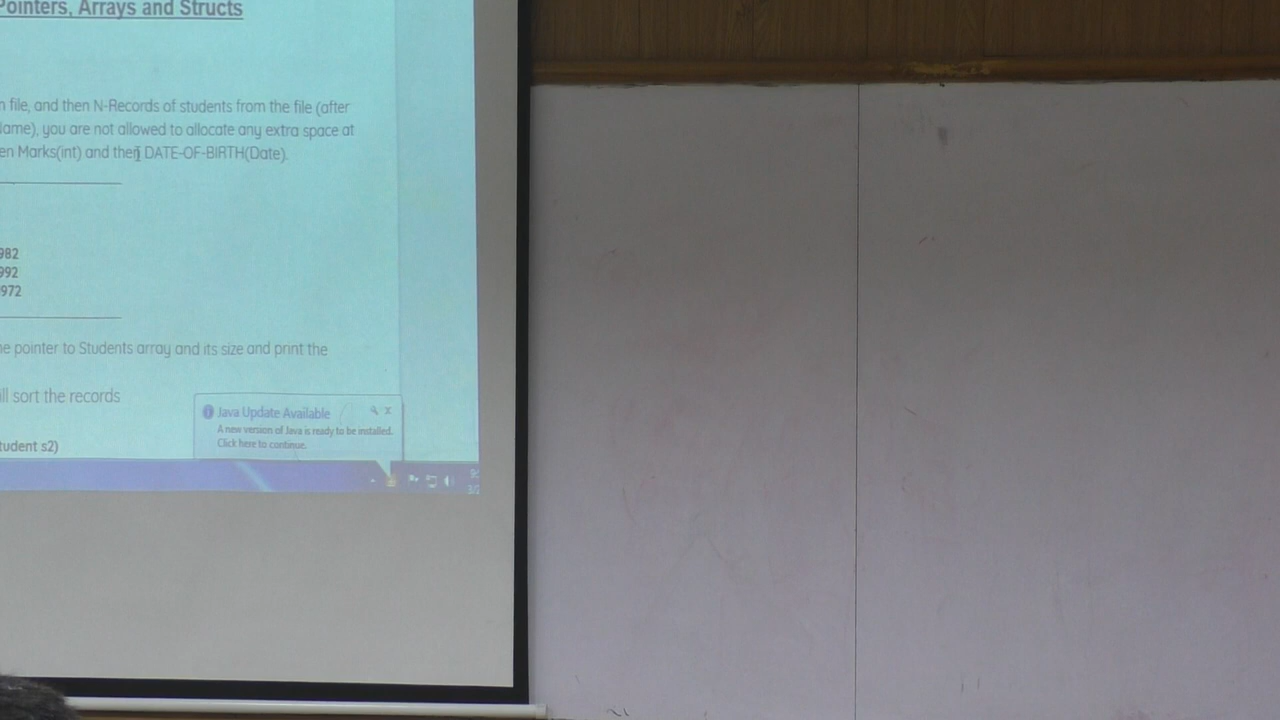 Pointers, Arrays and Structs
file, and then N-Records of students from the file (after
ame), you are not allowed to allocate any extra space at
en Marks(int) and then DATE-OF-BIRTH(Date).
982
992
972
e pointer to Students array and its size and print the
ll sort the records
Java Update Available
A new version of Java is ready to be installed.
Click here to continue.
tudent s2)